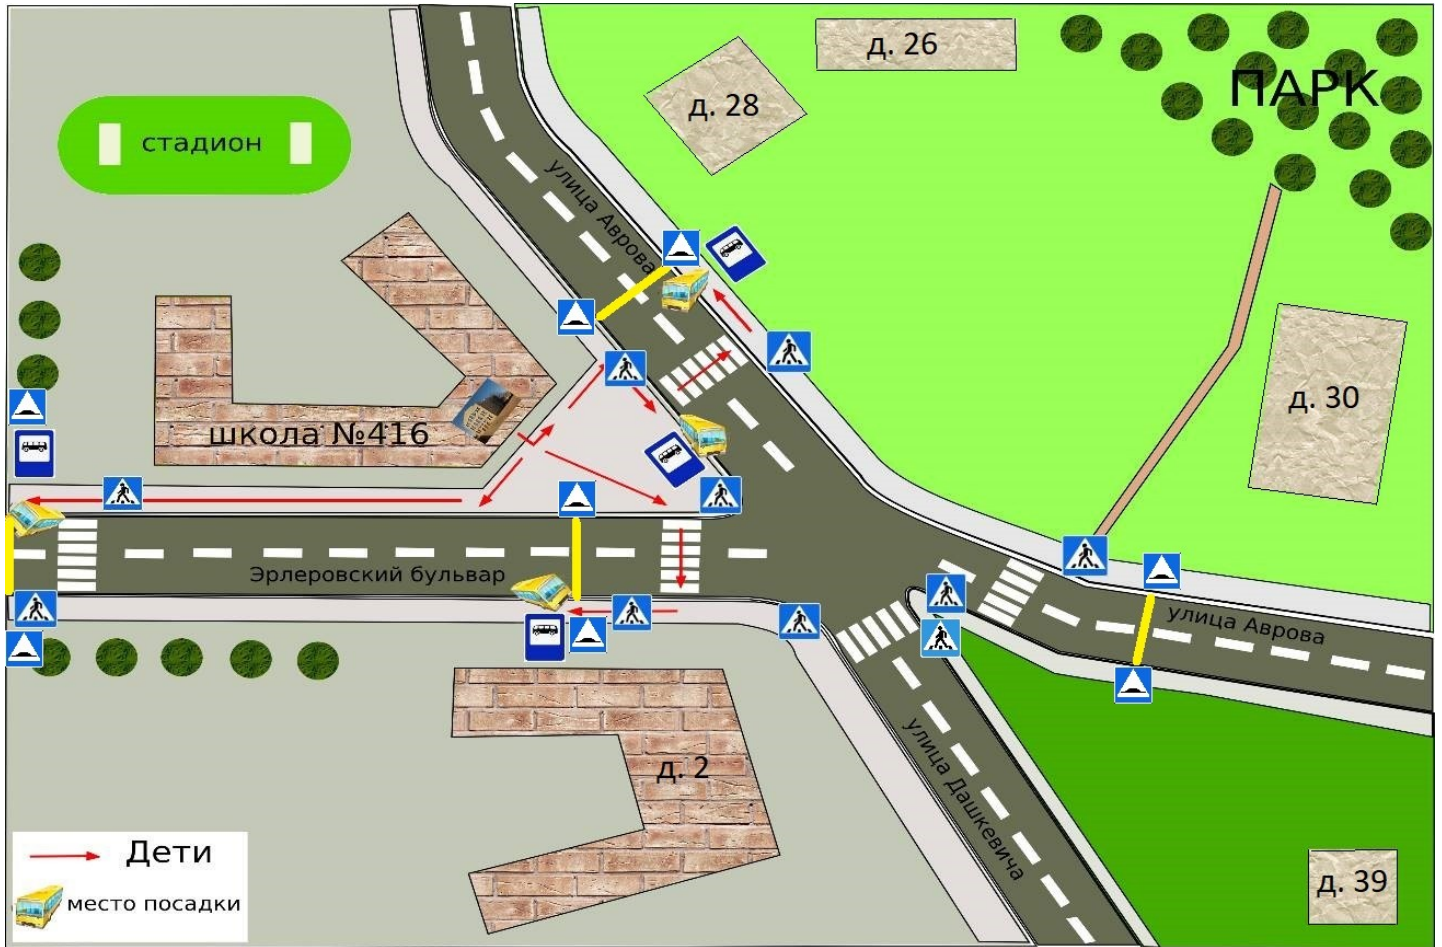 д. 26
д. 28
ПАРК
стадион
улица Аврова
д. 30
школа №416
Эрлеровский бульвар
улица Аврова
д. 2
улица Дашкевича
Дети
место посадки
д. 39